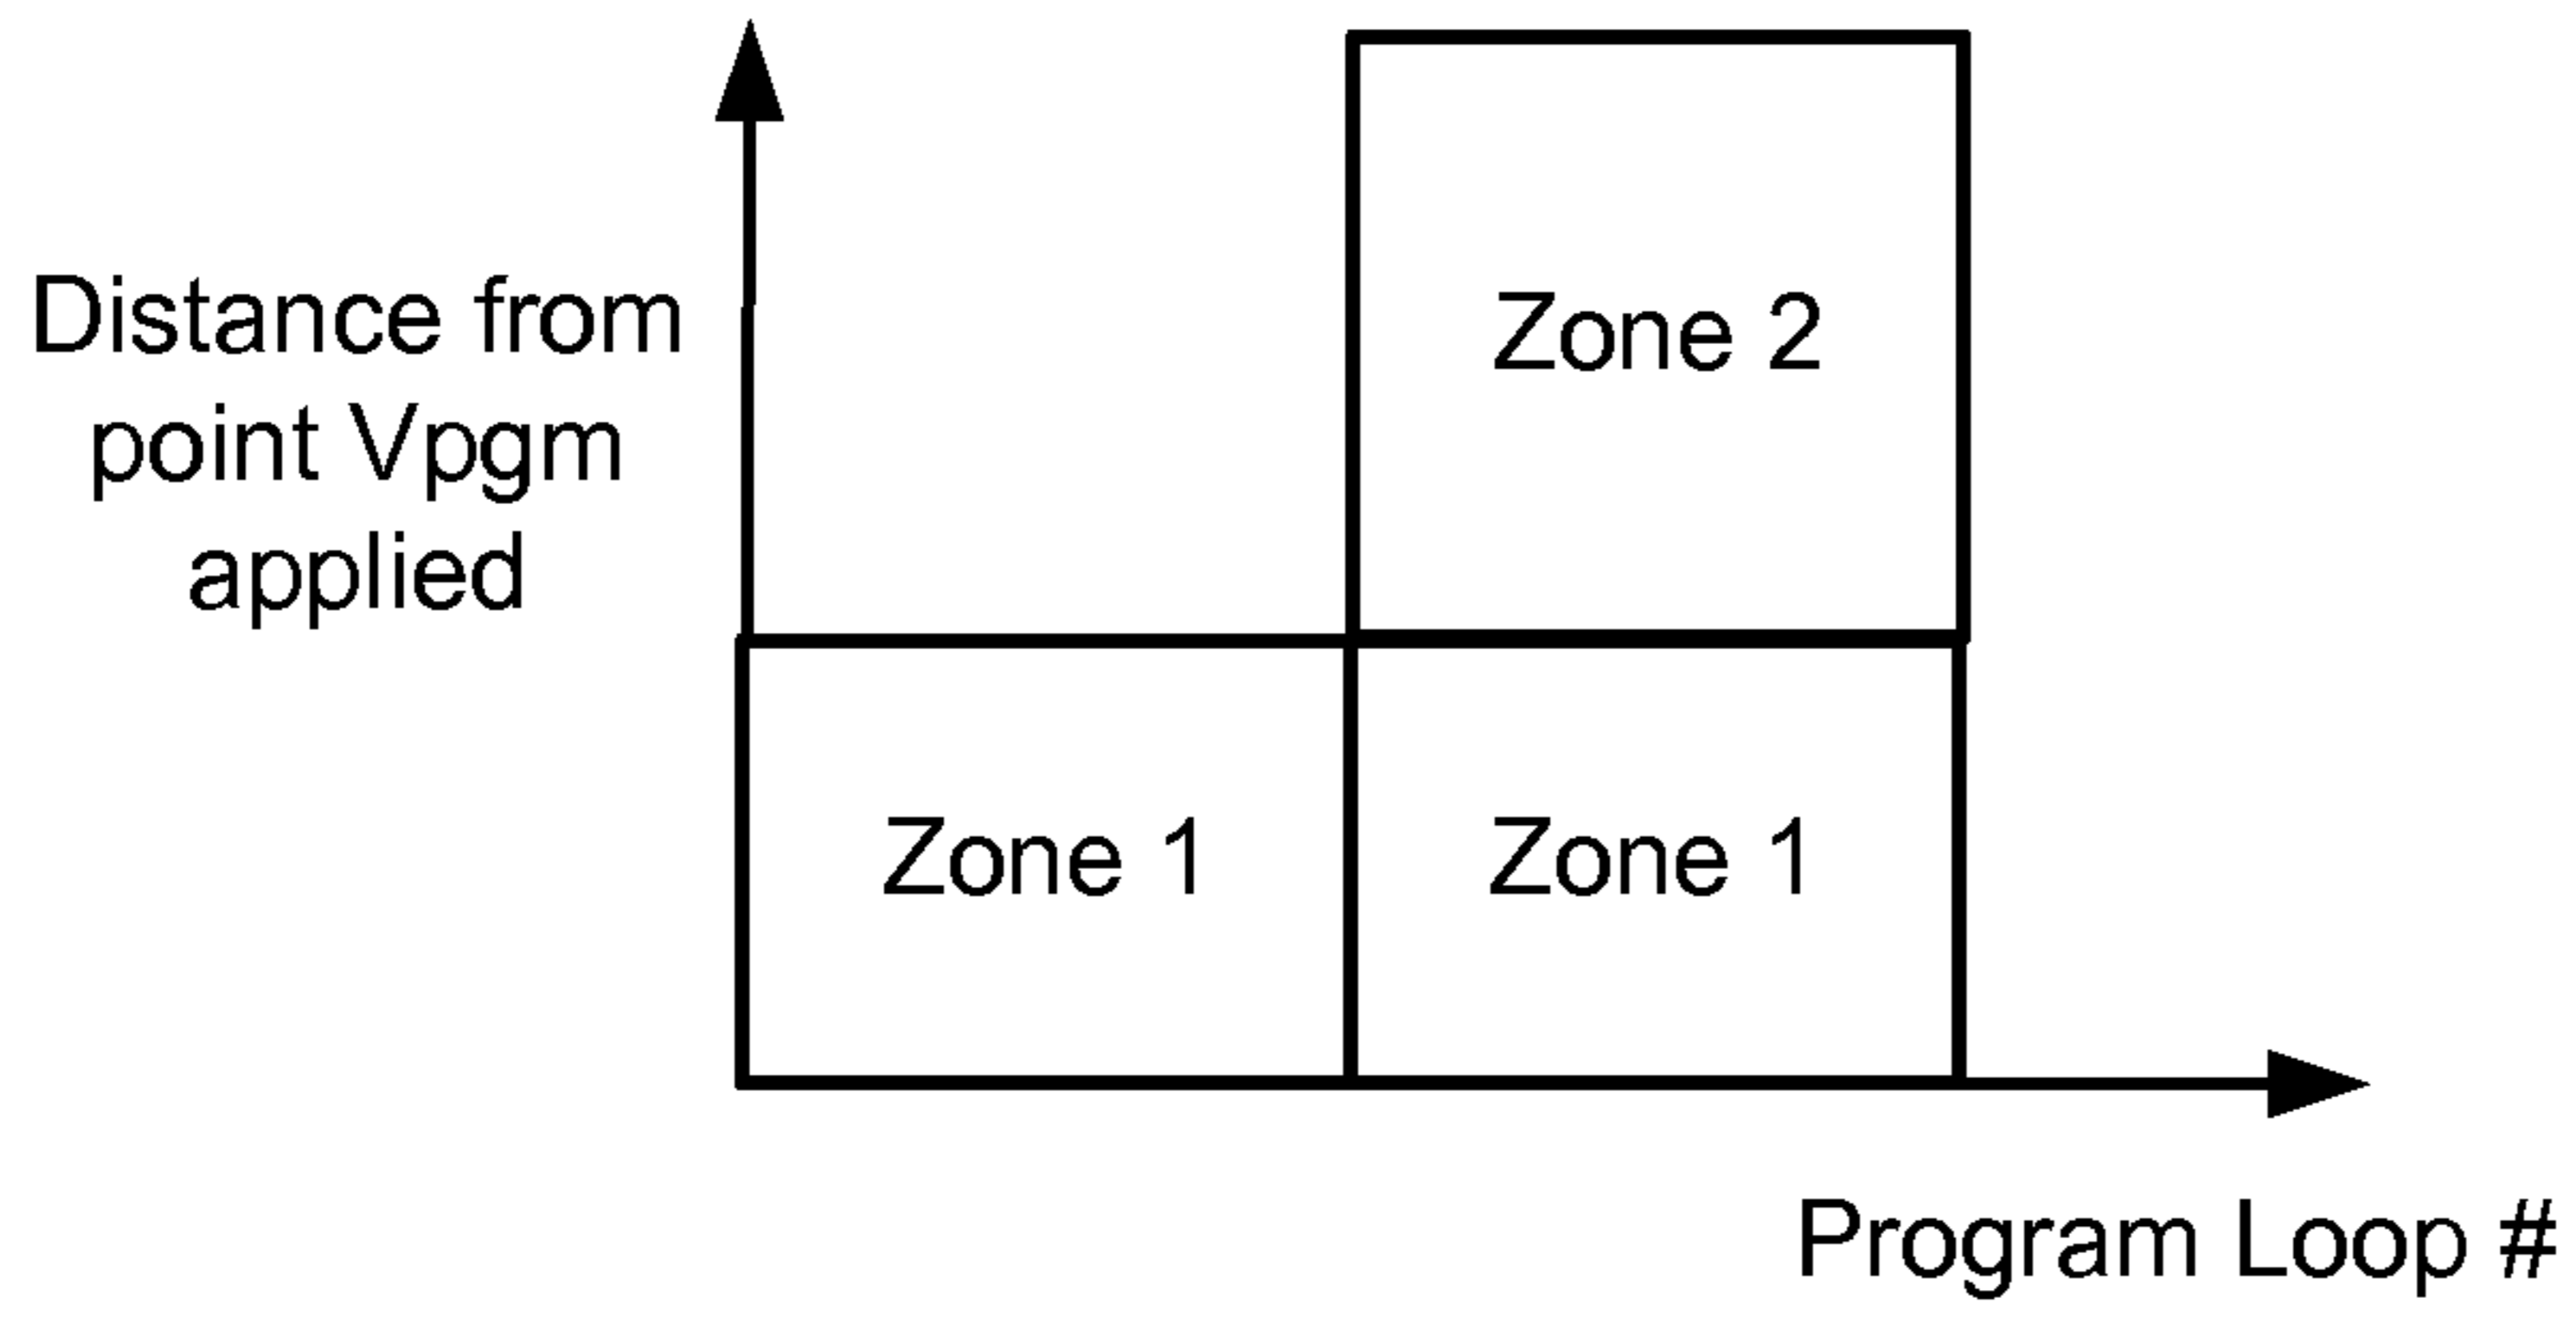 Distance from
point Vpgm
applied
Zone 2
Zone 1
Zone 1
Program Loop #